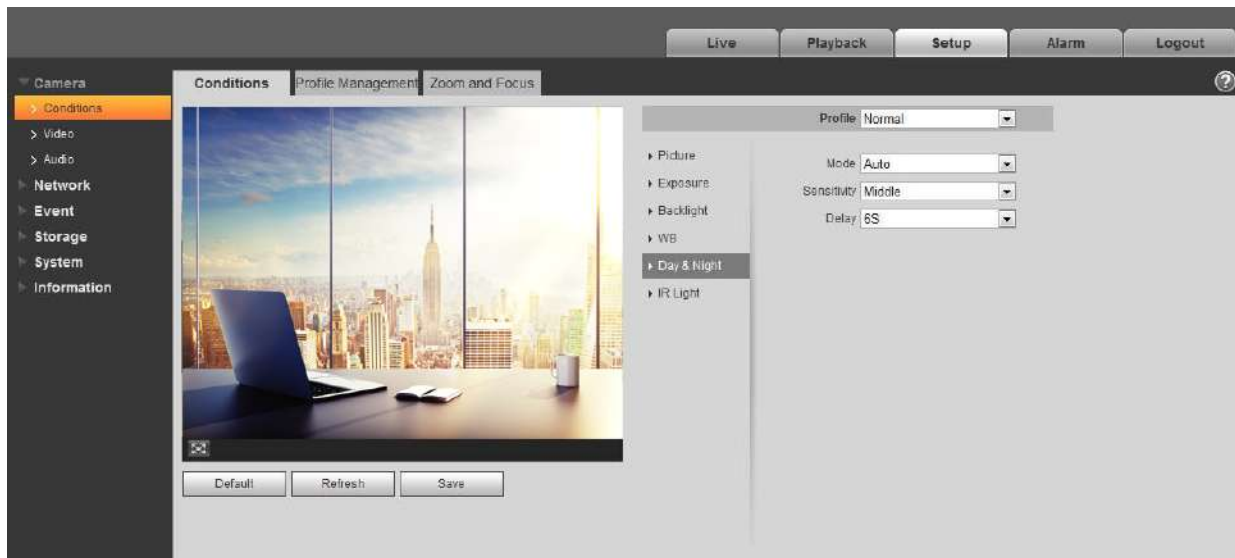 Live Playback Setup Alarm Logout
Camera
Conditions
Video
Audio
Network
Event
Storage
System
Information
Conditions Profile Management Zoom and Focus ?
Profile Normal
Picture
Exposure
Backlight
WB
Day & Night
IR Light
Mode Auto
Sensitivity Middle
Delay 6S
Default Refresh Save